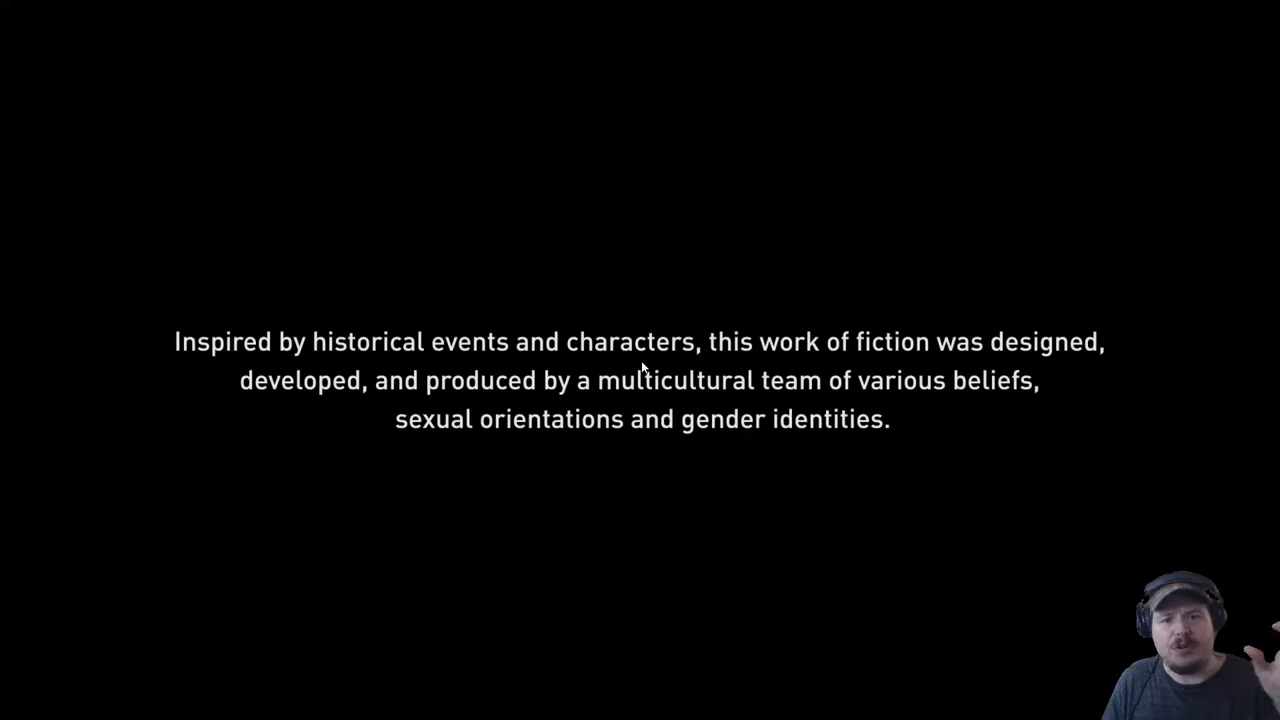 Inspired by historical events and characters, this work of fiction was designed,
developed, and produced by a multicultural team of various beliefs,
sexual orientations and gender identities.